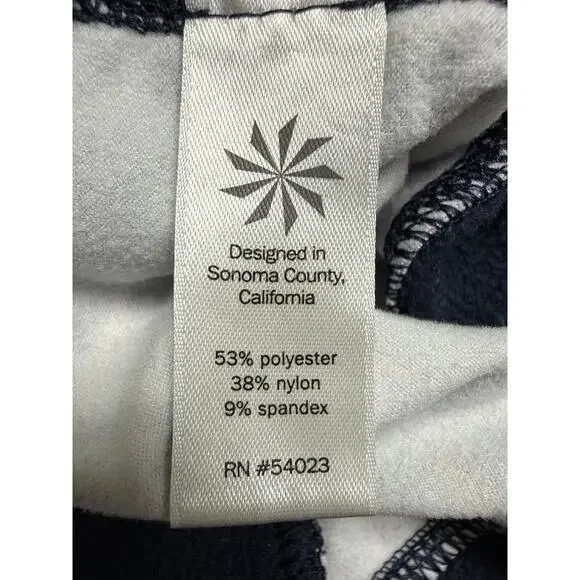 Designed in
Sonoma County,
California
53% polyester
38% nylon
9% spandex
RN #54023